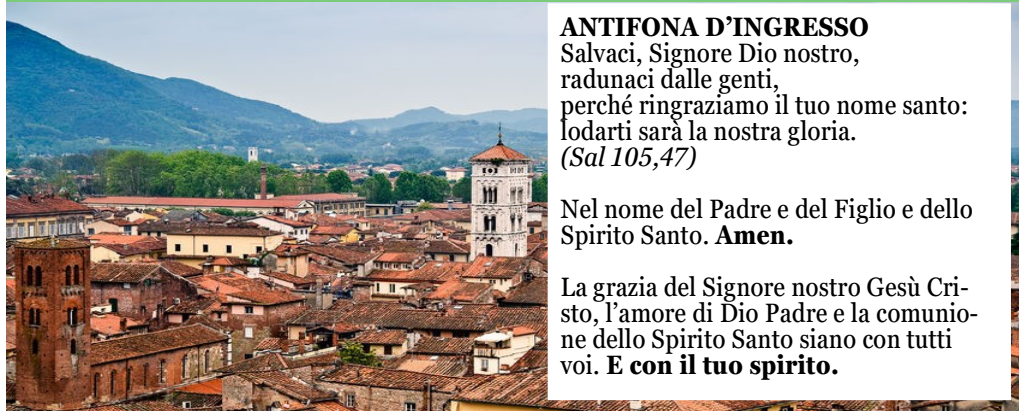 ANTIFONA D’INGRESSO
Salvaci, Signore Dio nostro,
radunaci dalle genti,
perché ringraziamo il tuo nome santo:
lodarti sarà la nostra gloria.
(Sal 105,47)
Nel nome del Padre e del Figlio e dello
Spirito Santo. Amen.
La grazia del Signore nostro Gesù Cri-
sto, l’amore di Dio Padre e la comunio-
ne dello Spirito Santo siano con tutti
voi. E con il tuo spirito.